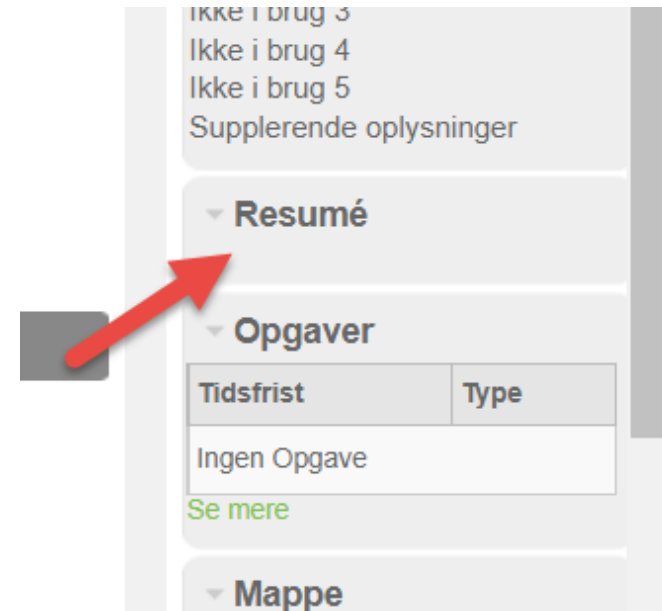 Ikke i brug 3
Ikke i brug 4
Ikke i brug 5
Supplerende oplysninger
Resumé
Opgaver
Tidsfrist Type
Ingen Opgave
Se mere
Mappe